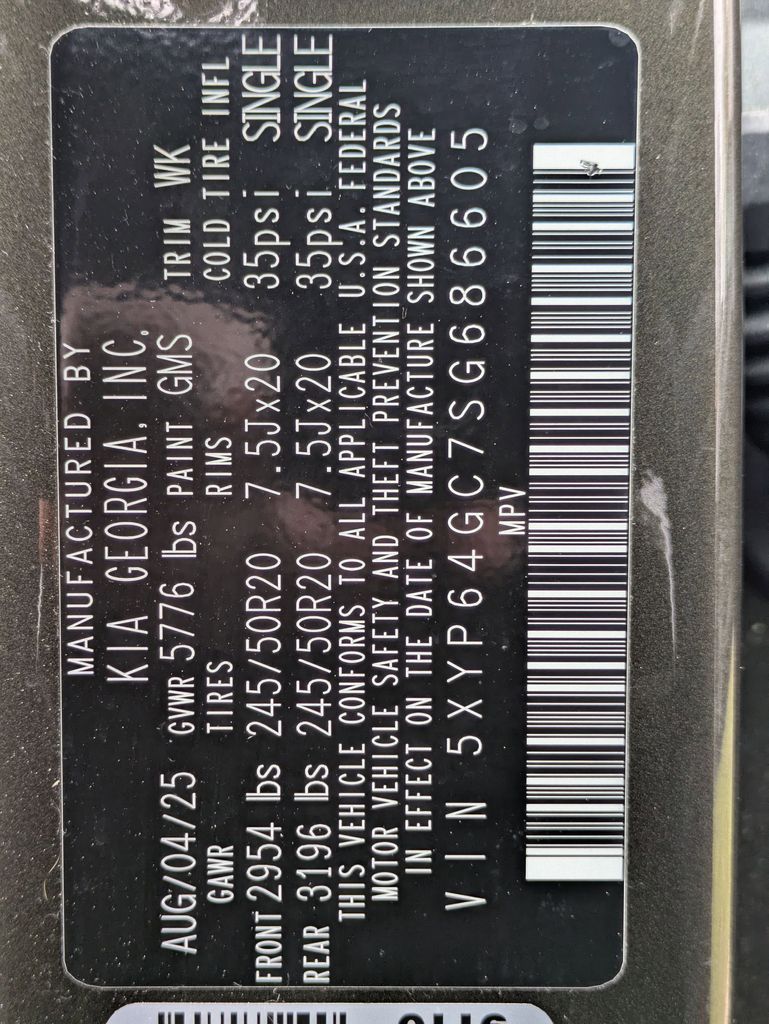 MANUFACTURED BY
KIA GEORGIA, INC.
AUG/04/25 GVWR 5776 lbs PAINT GMS TRIM WK
GAWR TIRES RIMS COLD TIRE INFL
FRONT 2954 lbs 245/50R20 7.5Jx20 35psi SINGLE
REAR 3196 lbs 245/50R20 7.5Jx20 35psi SINGLE
THIS VEHICLE CONFORMS TO ALL APPLICABLE U.S.A. FEDERAL
MOTOR VEHICLE SAFETY AND THEFT PREVENTION STANDARDS
IN EFFECT ON THE DATE OF MANUFACTURE SHOWN ABOVE
VIN 5XYP64GC7SG686605
MPV